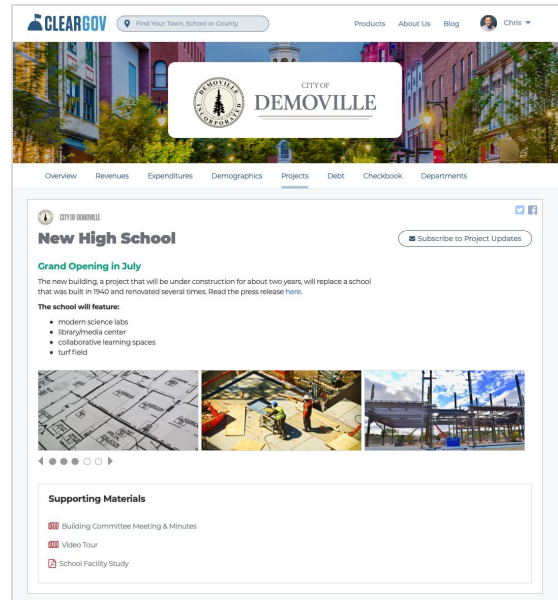 CLEARGOV
Find Your Town, School or County
Products About Us Blog Chris
DEMOVILLE
INCORPORATED
CITY OF
DEMOVILLE
Overview Revenues Expenditures Demographics Projects Debt Checkbook Departments
CITY OF DEMOVILLE
New High School
Subscribe to Project Updates
Grand Opening in July
The new building, a project that will be under construction for about two years, will replace a school
that was built in 1940 and renovated several times. Read the press release here.
The school will feature:
modern science labs
library/media center
collaborative learning spaces
turf field
Supporting Materials
Building Committee Meeting & Minutes
Video Tour
School Facility Study